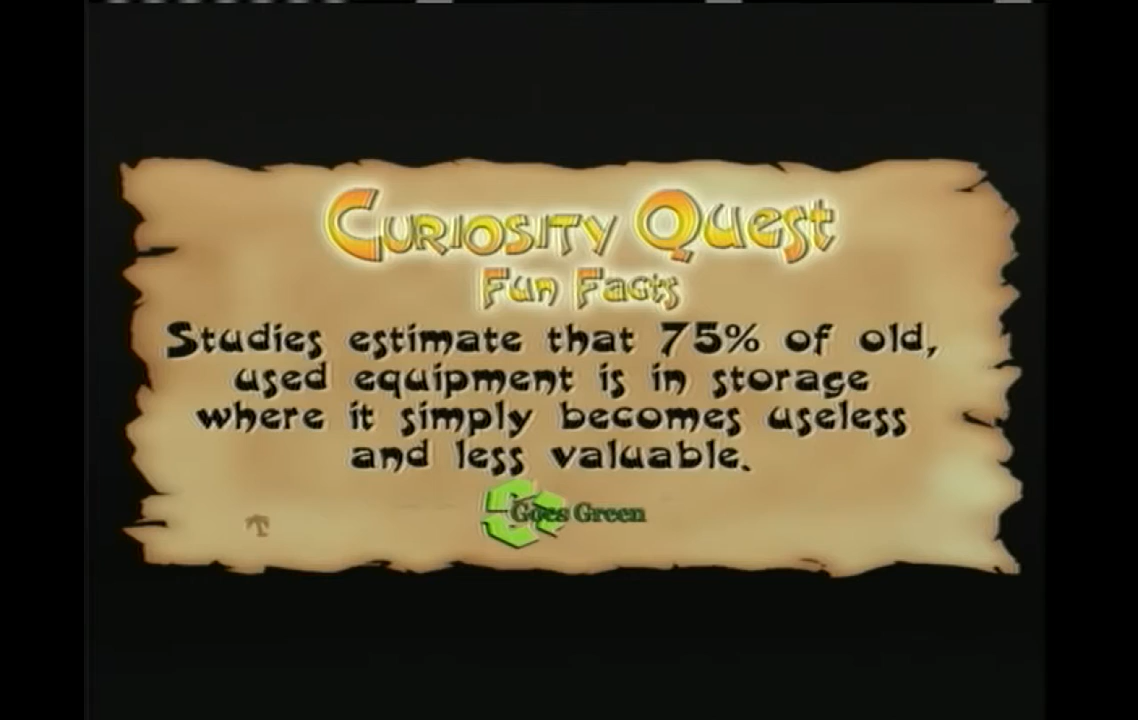 Curiosity Quest
Fun Facts
Studies estimate that 75% of old,
used equipment is in storage
where it simply becomes useless
and less valuable.
Goes Green